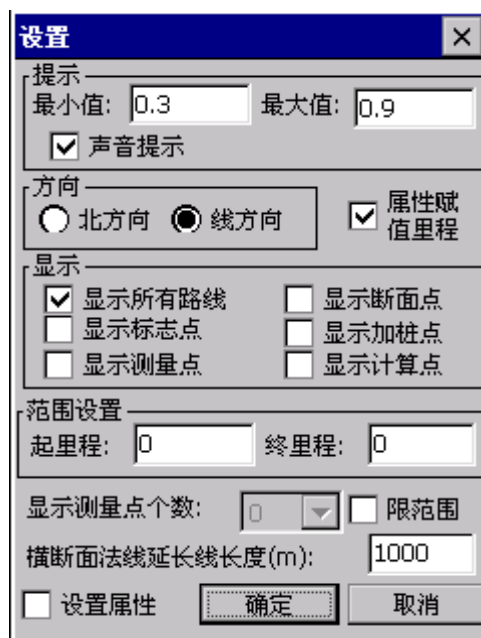 设置
提示
最小值: 0.3 最大值: 0.9
声音提示
方向
北方向 线方向 属性赋
值里程
显示
显示所有路线 显示断面点
显示标志点 显示加桩点
显示测量点 显示计算点
范围设置
起里程: 0 终里程: 0
显示测量点个数: 0 限范围
横断面法线延长线长度(m): 1000
设置属性 确定 取消